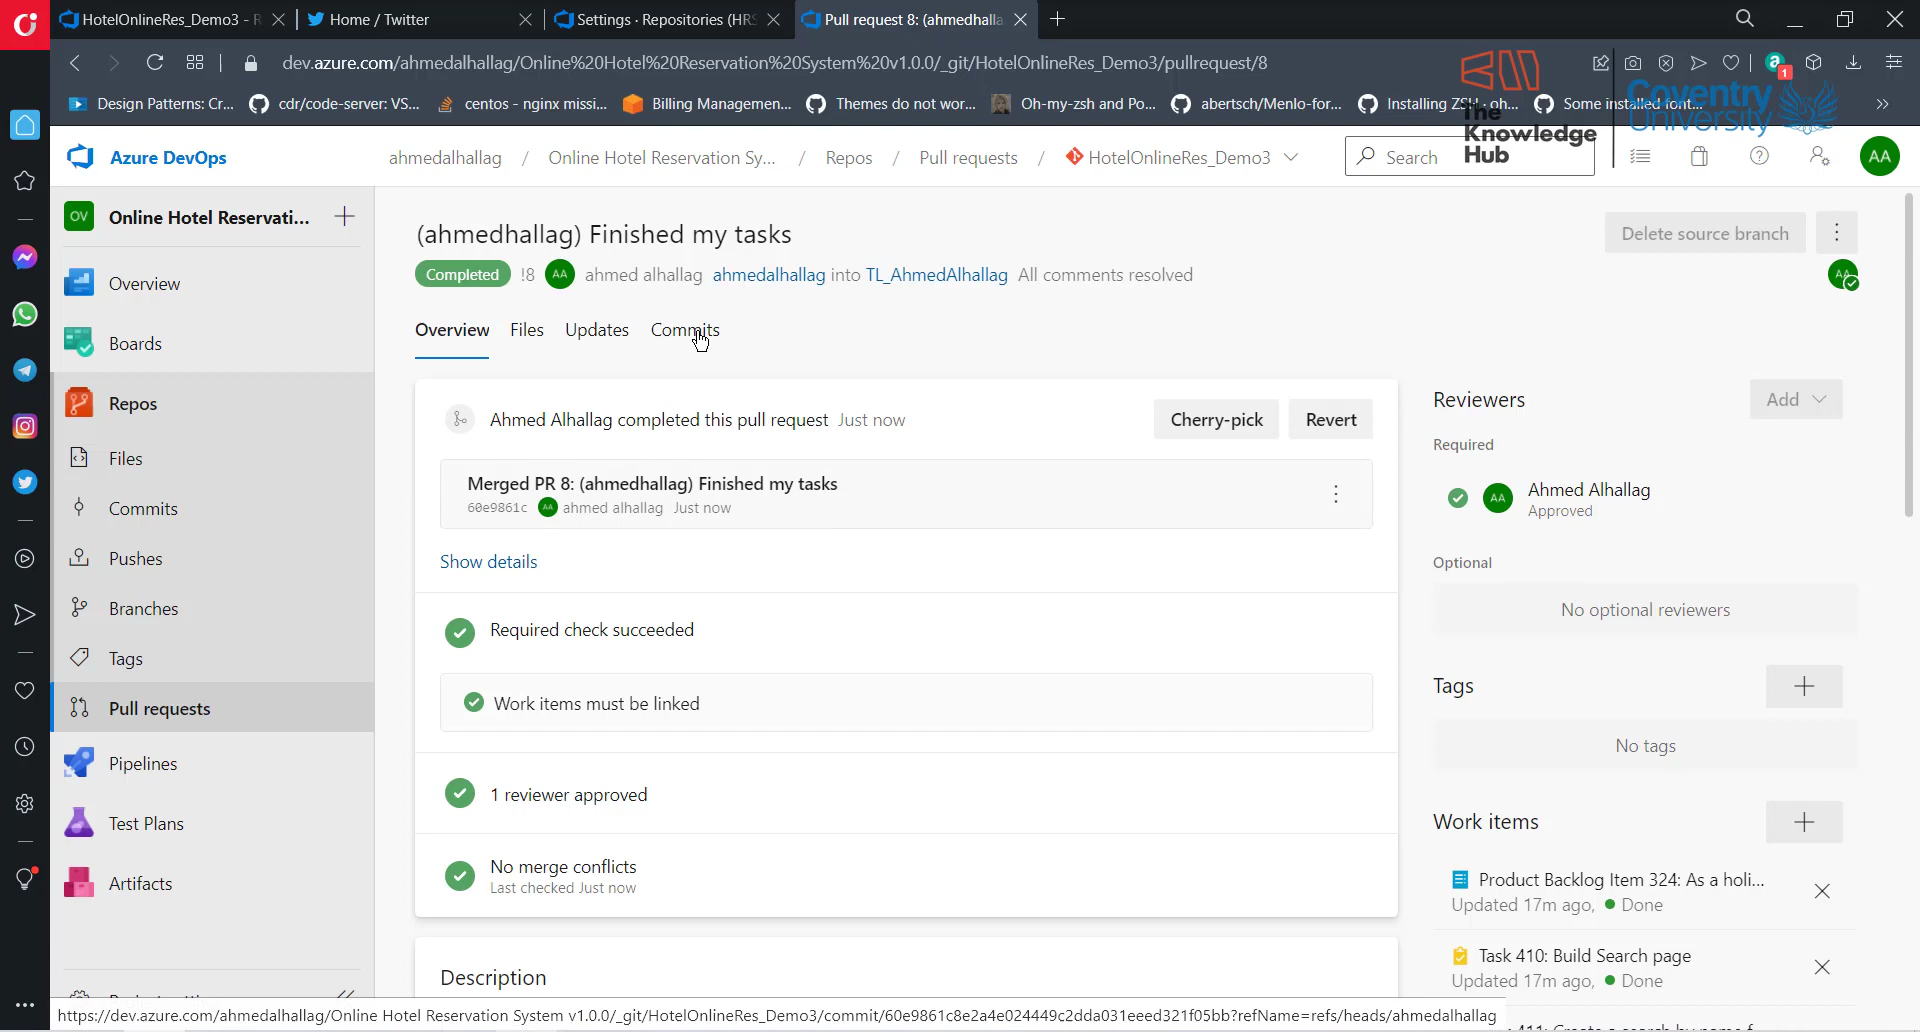 HotelOnlineRes_Demo3 - R
Home / Twitter
Settings · Repositories (HRS
Pull request 8: (ahmedhalla
dev.azure.com/ahmedalhallag/Online%20Hotel%20Reservation%20System%20v1.0.0/_git/HotelOnlineRes_Demo3/pullrequest/8
1
Design Patterns: Cr...
cdr/code-server: VS...
centos - nginx missi...
Billing Managemen...
Themes do not wor...
Oh-my-zsh and Po...
abertsch/Menlo-for...
Installing ZSH · oh...
Some installed font...
The
Knowledge
Hub
Coventry
University
Azure DevOps
ahmedalhallag / Online Hotel Reservation Sy... / Repos / Pull requests / HotelOnlineRes_Demo3
Search
AA
OV
Online Hotel Reservati...
Overview
Boards
Repos
Files
Commits
Pushes
Branches
Tags
Pull requests
Pipelines
Test Plans
Artifacts
(ahmedhallag) Finished my tasks
Delete source branch
Completed !8 AA ahmed alhallag ahmedalhallag into TL_AhmedAlhallag All comments resolved
AA
Overview Files Updates Commits
Ahmed Alhallag completed this pull request Just now
Cherry-pick
Revert
Merged PR 8: (ahmedhallag) Finished my tasks
60e9861c AA ahmed alhallag Just now
Show details
Required check succeeded
Work items must be linked
1 reviewer approved
No merge conflicts
Last checked Just now
Description
Reviewers
Add
Required
AA
Ahmed Alhallag
Approved
Optional
No optional reviewers
Tags
No tags
Work items
Product Backlog Item 324: As a holi...
Updated 17m ago, Done
Task 410: Build Search page
Updated 17m ago, Done
https://dev.azure.com/ahmedalhallag/Online Hotel Reservation System v1.0.0/_git/HotelOnlineRes_Demo3/commit/60e9861c8e2a4e024449c2dda031eeed321f05bb?refName=refs/heads/ahmedalhallag